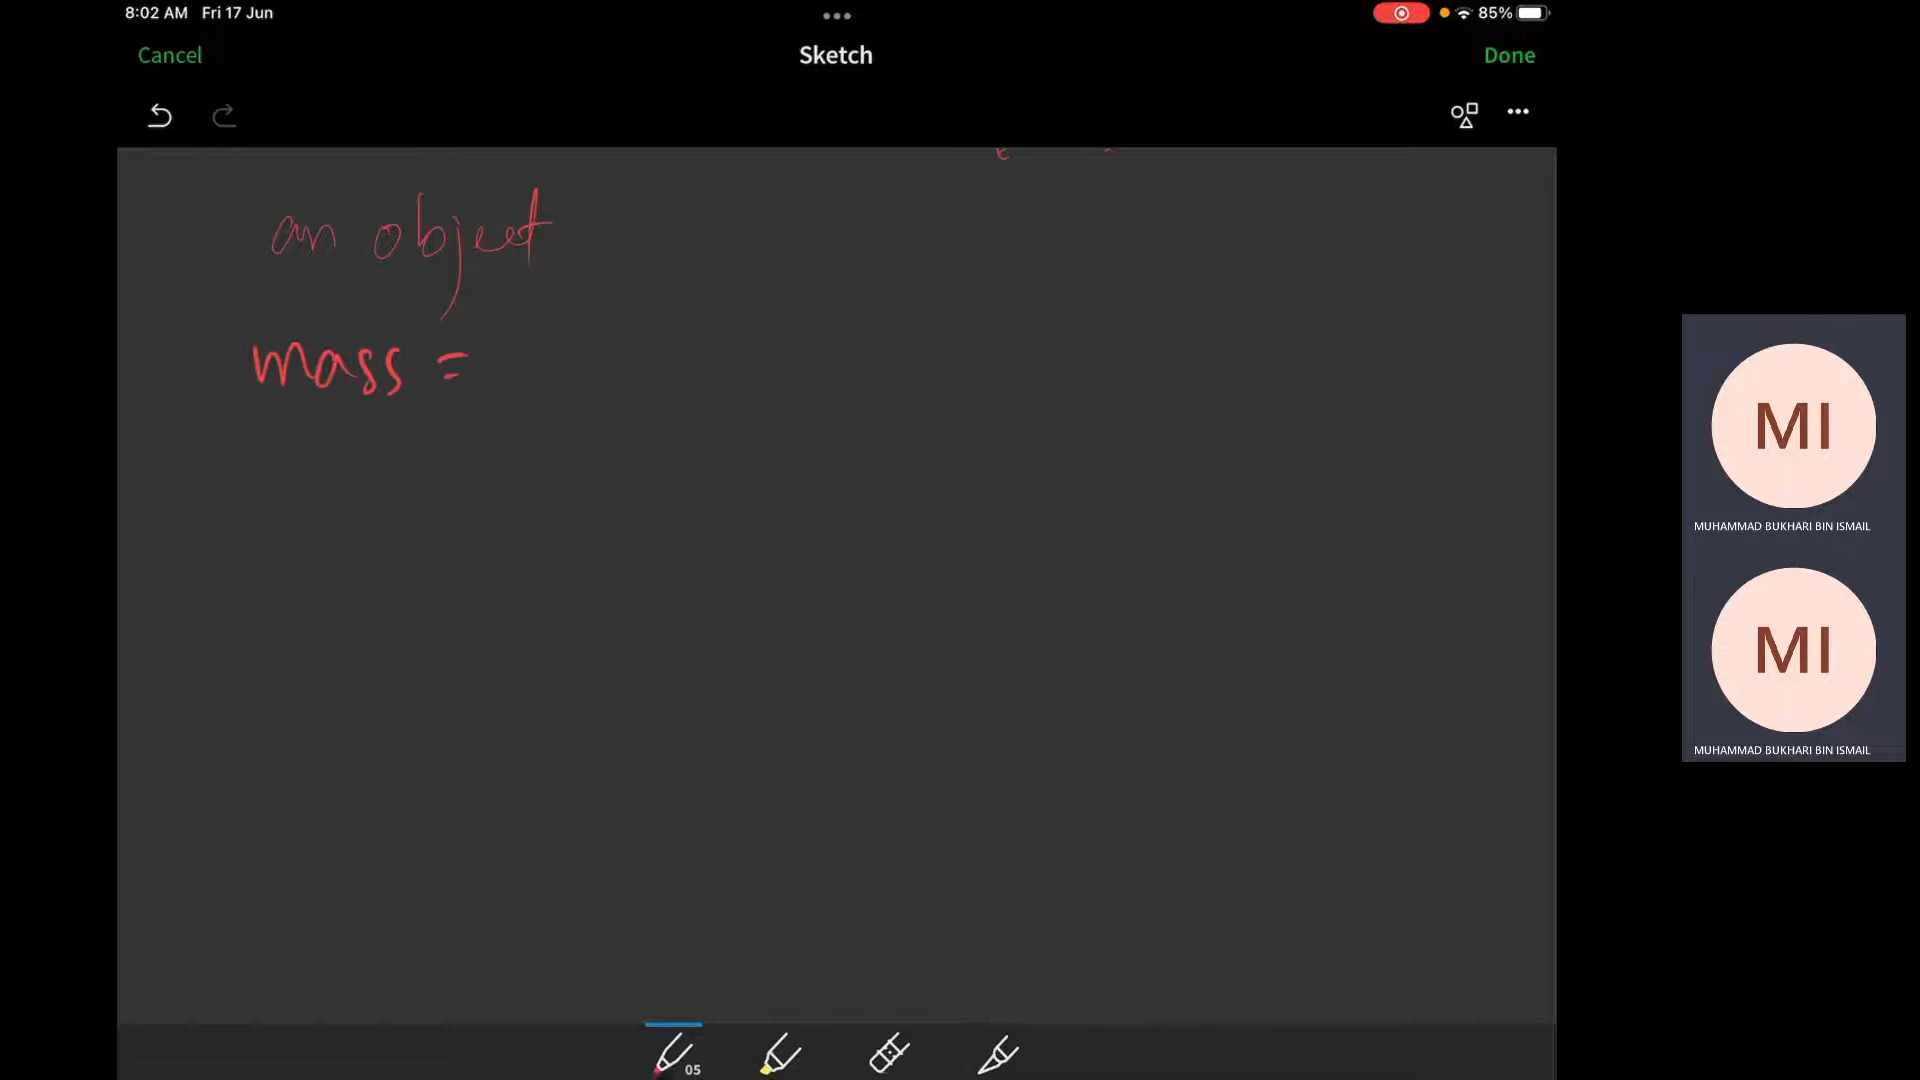 8:02 AM Fri 17 Jun
85%
Cancel
Sketch
Done
an object
mass =
05
MI
MUHAMMAD BUKHARI BIN ISMAIL
MI
MUHAMMAD BUKHARI BIN ISMAIL